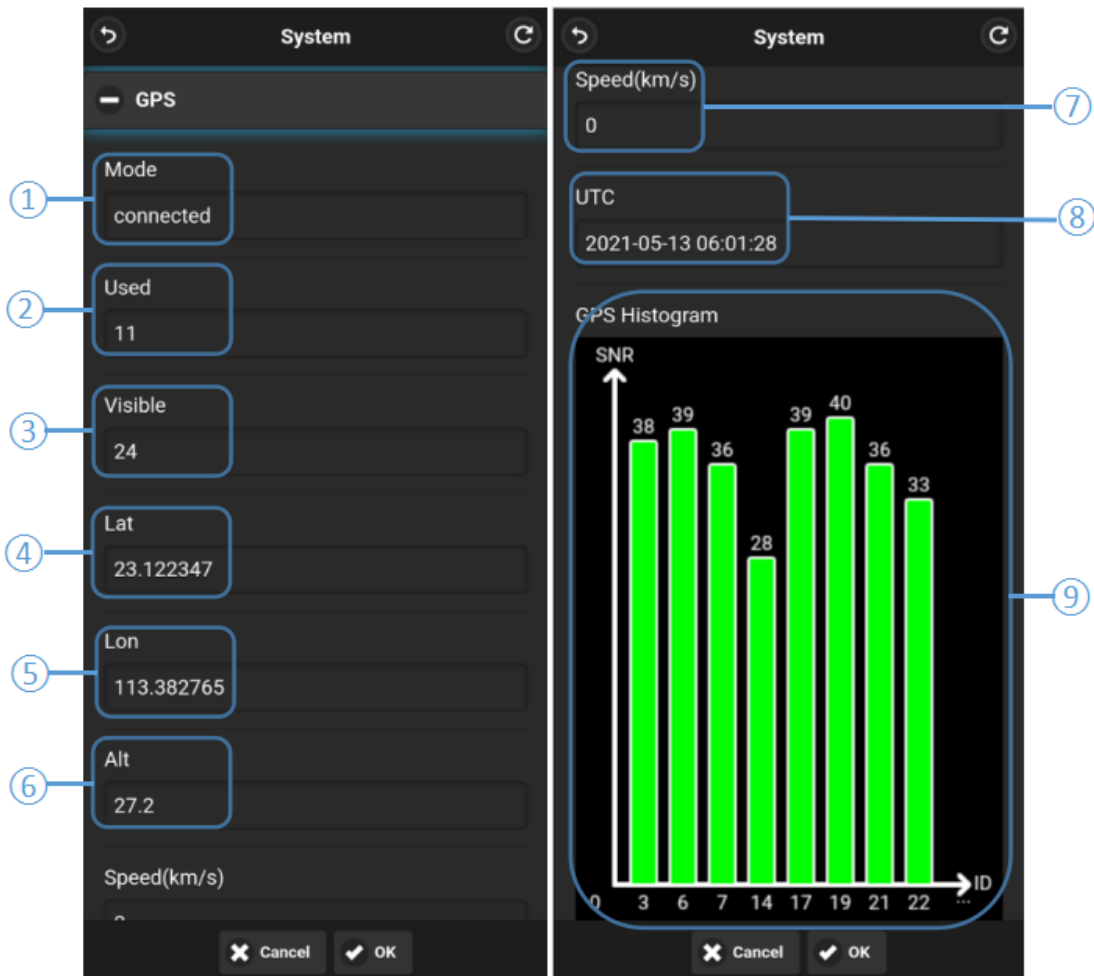 System
GPS
① Mode
connected
② Used
11
③ Visible
24
④ Lat
23.122347
⑤ Lon
113.382765
⑥ Alt
27.2
Speed(km/s)
Cancel OK
System
Speed(km/s)
0 ⑦
UTC
2021-05-13 06:01:28 ⑧
GPS Histogram
SNR
38 39 36 28 39 40 36 33
⑨
ID
0 3 6 7 14 17 19 21 22 ...
Cancel OK